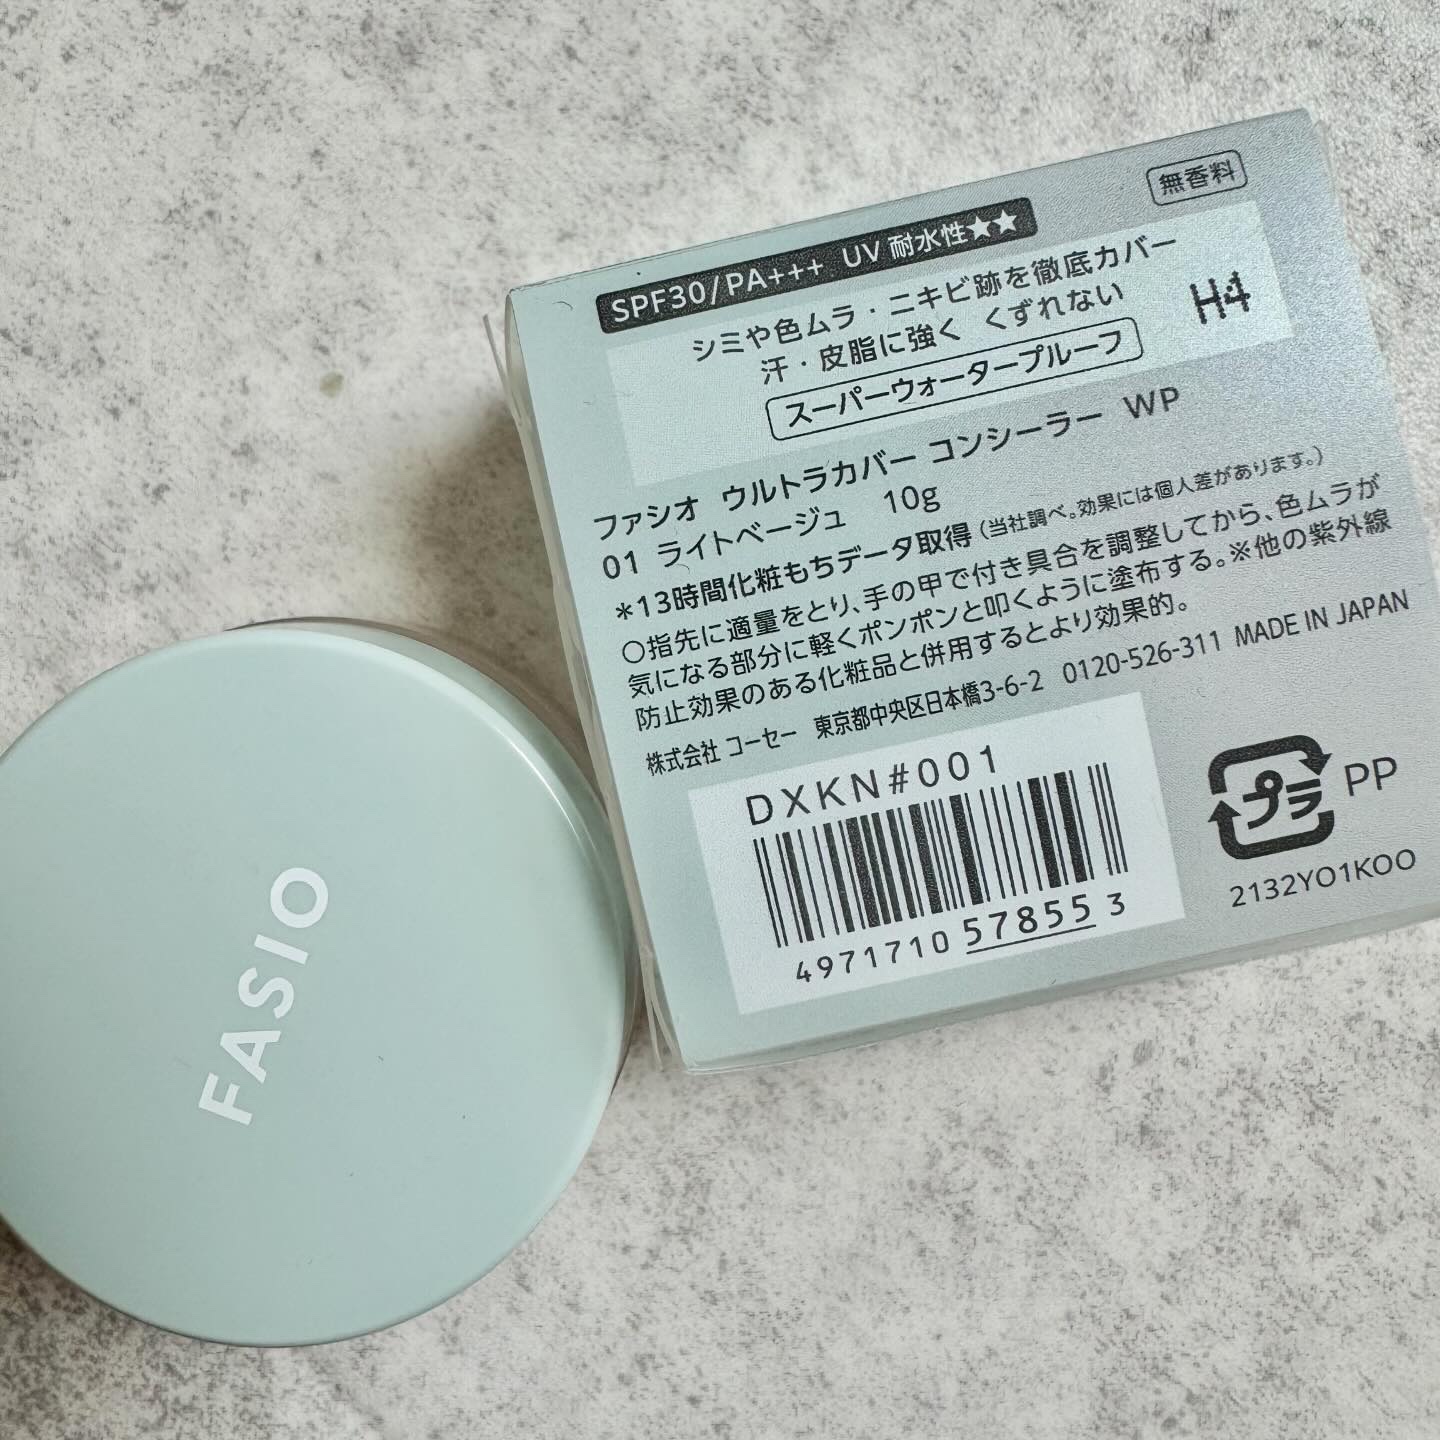 無香料
SPF30/PA+++ UV 耐水性★★
シミや色ムラ・ニキビ跡を徹底カバー
汗・皮脂に強く くずれない
スーパーウォータープルーフ
H4
ファシオ ウルトラカバー コンシーラー WP
01 ライトベージュ 10g
*13時間化粧もちデータ取得(当社調べ。効果には個人差があります。)
○指先に適量をとり、手の甲で付き具合を調整してから、色ムラが
気になる部分に軽くポンポンと叩くように塗布する。※他の紫外線
防止効果のある化粧品と併用するとより効果的。
株式会社 コーセー 東京都中央区日本橋3-6-2 0120-526-311 MADE IN JAPAN
DXKN#001
4971710 578553
プラ PP
2132YO1KOO
FASIO